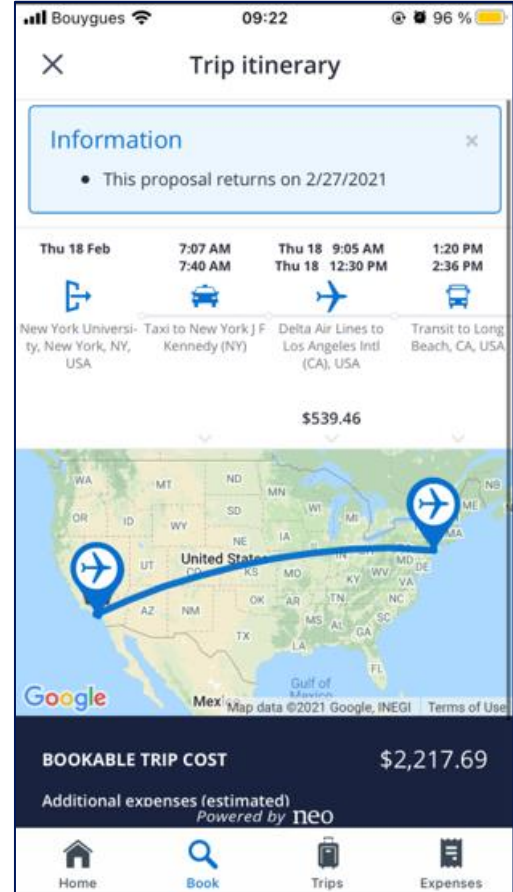 Bouygues 09:22 96 %
Trip itinerary
Information
This proposal returns on 2/27/2021
Thu 18 Feb
New York Universi-
ty, New York, NY,
USA
7:07 AM
7:40 AM
Taxi to New York J F
Kennedy (NY)
Thu 18 9:05 AM
Thu 18 12:30 PM
Delta Air Lines to
Los Angeles Intl
(CA), USA
$539.46
1:20 PM
2:36 PM
Transit to Long
Beach, CA, USA
WA
MT
ND
MN
NB
OR
ID
WY
SD
WI
MI
ME
MA
NE
IA
United States
UT
CO
KS
MO
IN
KY
WV
VA
MD
DE
AZ
NM
OK
AR
TN
NC
MS
AL
SC
GA
TX
LA
FL
Gulf of
Mexico
Google
Map data ©2021 Google, INEGI Terms of Use
BOOKABLE TRIP COST $2,217.69
Additional expenses (estimated)
Powered by neo
Home Book Trips Expenses